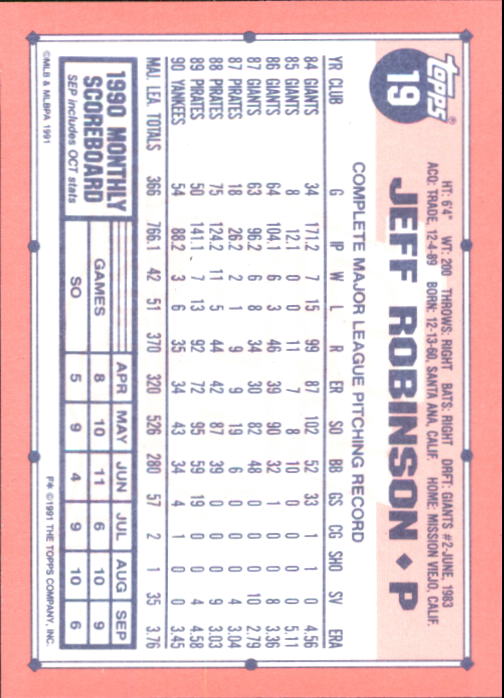 topps®
19
HT: 6'4" WT: 200 THROWS: RIGHT BATS: RIGHT DRFT: GIANTS #2-JUNE, 1983
ACQ: TRADE, 12-4-89 BORN: 12-13-60, SANTA ANA, CALIF. HOME: MISSION VIEJO, CALIF.
JEFF ROBINSON ♦ P
COMPLETE MAJOR LEAGUE PITCHING RECORD
YR CLUB G IP W L R ER SO BB GS CG SHO SV ERA
84 GIANTS 34 171.2 7 15 99 87 102 52 33 1 1 0 4.56
85 GIANTS 8 12.1 0 0 11 7 8 10 0 0 0 0 5.11
86 GIANTS 64 104.1 6 3 46 39 90 32 1 0 0 8 3.36
87 GIANTS 63 96.2 6 8 34 30 82 48 0 0 0 10 2.79
87 PIRATES 18 26.2 2 1 9 9 19 6 0 0 0 4 3.04
88 PIRATES 75 124.2 11 5 44 42 87 39 0 0 0 9 3.03
89 PIRATES 50 141.1 7 13 92 72 95 59 19 0 0 4 4.58
90 YANKEES 54 88.2 3 6 35 34 43 34 4 1 0 0 3.45
MAJ. LEA. TOTALS 366 766.1 42 51 370 320 526 280 57 2 1 35 3.76
1990 MONTHLY
SCOREBOARD
SEP includes OCT stats
APR MAY JUN JUL AUG SEP
GAMES 8 10 11 6 10 9
SO 5 9 4 9 10 6
©MLB & MLBPA 1991
F* ©1991 THE TOPPS COMPANY, INC.